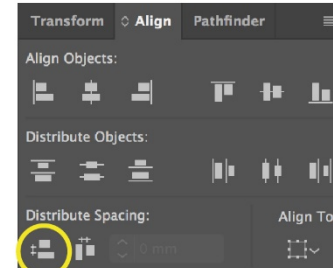 Transform Align Pathfinder
Align Objects:
Distribute Objects:
Distribute Spacing: Align To
0 mm